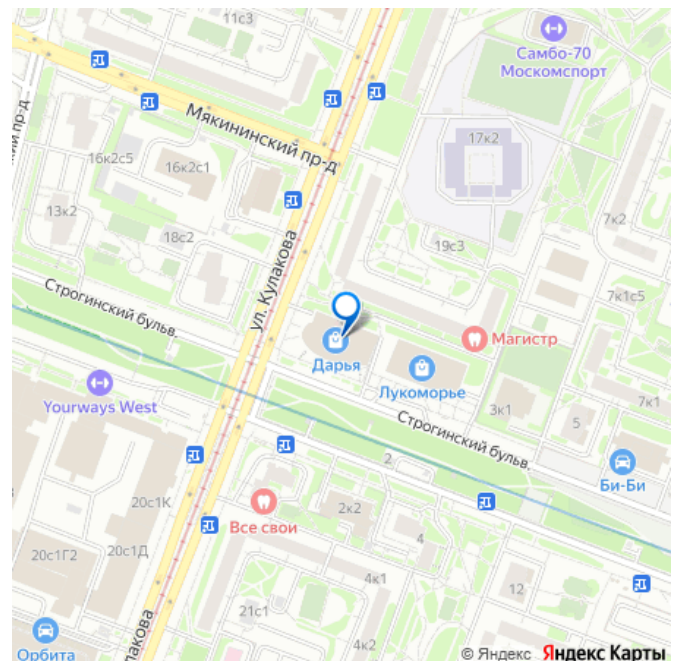 11с3
Самбо-70
Москомспорт
Мякининский пр-д
кий пр-д...
17к2
16к2с5
16к2с1
13к2
7к2
18с2
19с3
ул. Кулакова
Строгинский бульв.
7к1с5
Магистр
Дарья
Лукоморье
Yourways West
3к1
7к1
5
Строгинский бульв.
2
Би-Би
20с1К
2к2
Все свои
4
20с1Г2
20с1Д
4к1
12
21с1
улакова
4к2
Орбита
© Яндекс Яндекс Карты